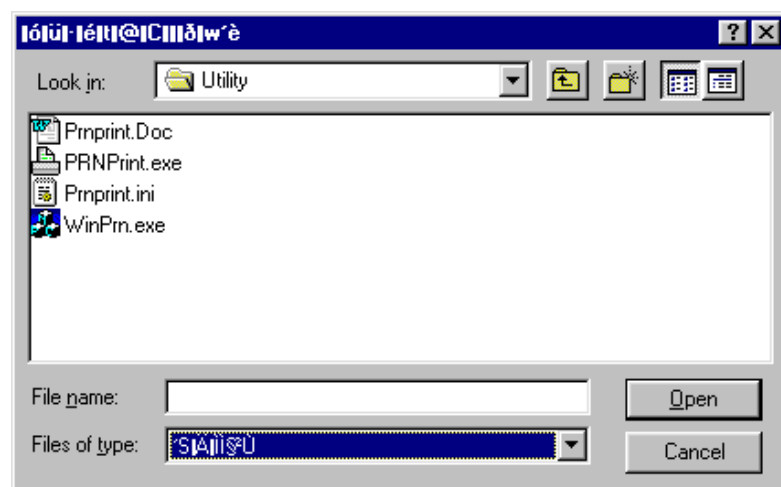 Look in:
Utility
Prnprint.Doc
PRNPrint.exe
Prnprint.ini
WinPrn.exe
File name:
Open
Files of type:
Cancel